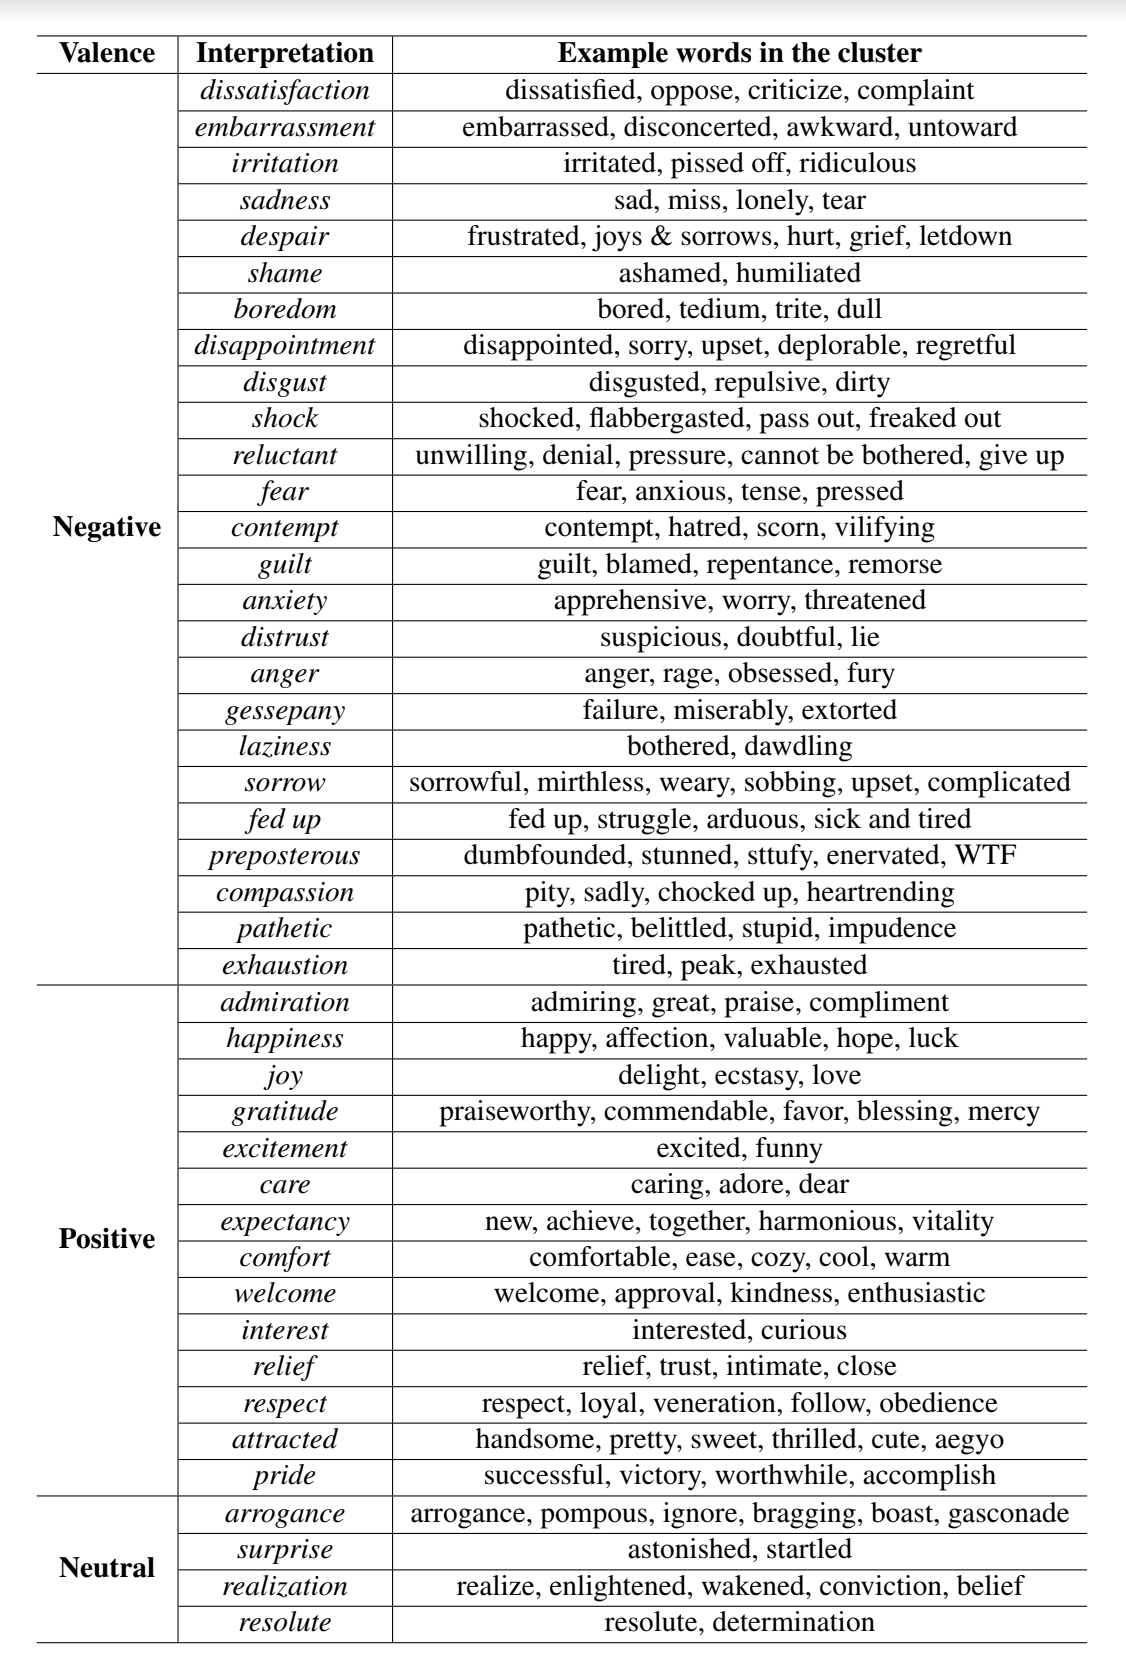 Valence Interpretation Example words in the cluster
dissatisfaction dissatisfied, oppose, criticize, complaint
embarrassment embarrassed, disconcerted, awkward, untoward
irritation irritated, pissed off, ridiculous
sadness sad, miss, lonely, tear
despair frustrated, joys & sorrows, hurt, grief, letdown
shame ashamed, humiliated
boredom bored, tedium, trite, dull
disappointment disappointed, sorry, upset, deplorable, regretful
disgust disgusted, repulsive, dirty
shock shocked, flabbergasted, pass out, freaked out
reluctant unwilling, denial, pressure, cannot be bothered, give up
fear fear, anxious, tense, pressed
Negative contempt contempt, hatred, scorn, vilifying
guilt guilt, blamed, repentance, remorse
anxiety apprehensive, worry, threatened
distrust suspicious, doubtful, lie
anger anger, rage, obsessed, fury
gessepany failure, miserably, extorted
laziness bothered, dawdling
sorrow sorrowful, mirthless, weary, sobbing, upset, complicated
fed up fed up, struggle, arduous, sick and tired
preposterous dumbfounded, stunned, sttufy, enervated, WTF
compassion pity, sadly, chocked up, heartrending
pathetic pathetic, belittled, stupid, impudence
exhaustion tired, peak, exhausted
admiration admiring, great, praise, compliment
happiness happy, affection, valuable, hope, luck
joy delight, ecstasy, love
gratitude praiseworthy, commendable, favor, blessing, mercy
excitement excited, funny
care caring, adore, dear
expectancy new, achieve, together, harmonious, vitality
Positive comfort comfortable, ease, cozy, cool, warm
welcome welcome, approval, kindness, enthusiastic
interest interested, curious
relief relief, trust, intimate, close
respect respect, loyal, veneration, follow, obedience
attracted handsome, pretty, sweet, thrilled, cute, aegyo
pride successful, victory, worthwhile, accomplish
arrogance arrogance, pompous, ignore, bragging, boast, gasconade
surprise astonished, startled
Neutral realization realize, enlightened, wakened, conviction, belief
resolute resolute, determination